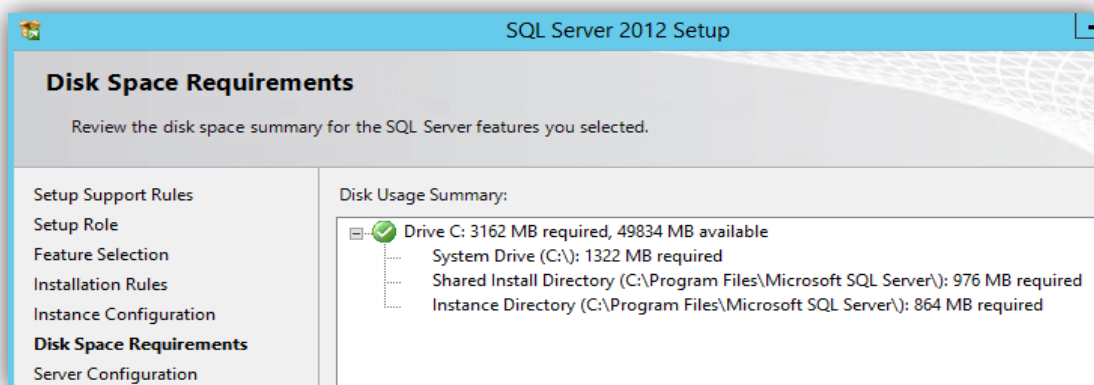 SQL Server 2012 Setup
Disk Space Requirements
Review the disk space summary for the SQL Server features you selected.
Setup Support Rules
Setup Role
Feature Selection
Installation Rules
Instance Configuration
Disk Space Requirements
Server Configuration
Disk Usage Summary:
Drive C: 3162 MB required, 49834 MB available
System Drive (C:\): 1322 MB required
Shared Install Directory (C:\Program Files\Microsoft SQL Server\): 976 MB required
Instance Directory (C:\Program Files\Microsoft SQL Server\): 864 MB required